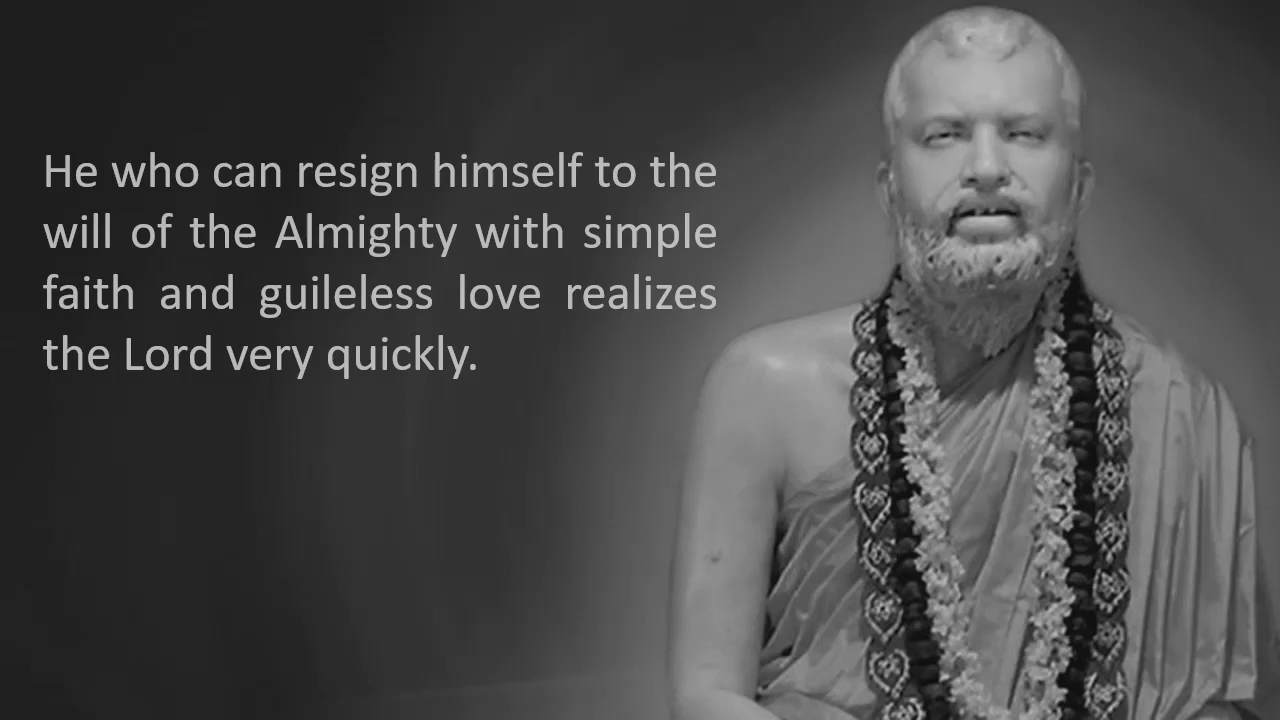 He who can resign himself to the
will of the Almighty with simple
faith and guileless love realizes
the Lord very quickly.